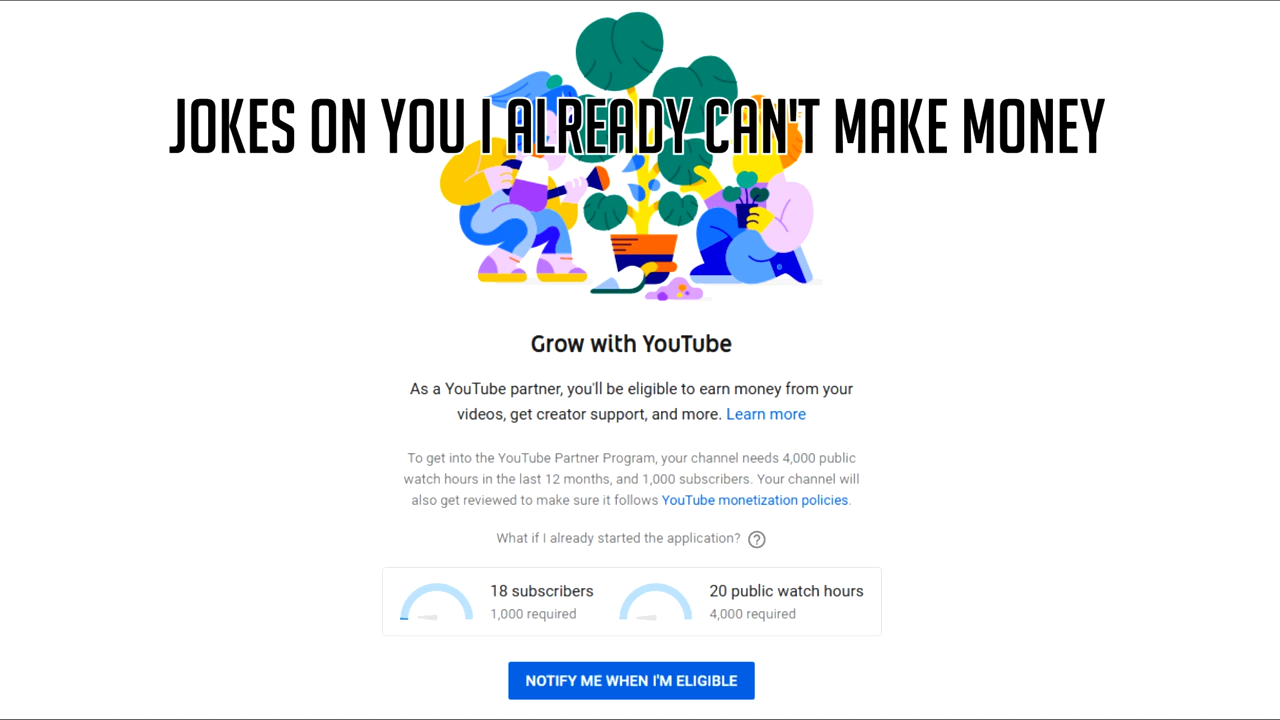 JOKES ON YOU I ALREADY CAN'T MAKE MONEY
Grow with YouTube
As a YouTube partner, you'll be eligible to earn money from your
videos, get creator support, and more. Learn more
To get into the YouTube Partner Program, your channel needs 4,000 public
watch hours in the last 12 months, and 1,000 subscribers. Your channel will
also get reviewed to make sure it follows YouTube monetization policies.
What if I already started the application? ?
18 subscribers
1,000 required
20 public watch hours
4,000 required
NOTIFY ME WHEN I'M ELIGIBLE